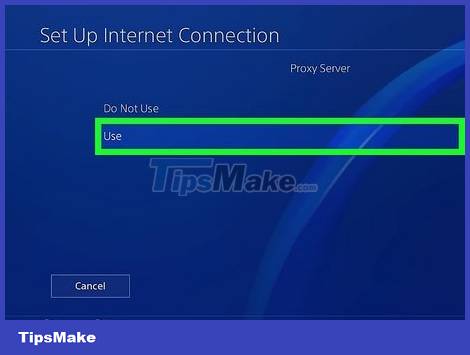 Set Up Internet Connection
Proxy Server
Do Not Use
Use
TipsMake.com
Cancel
TipsMake